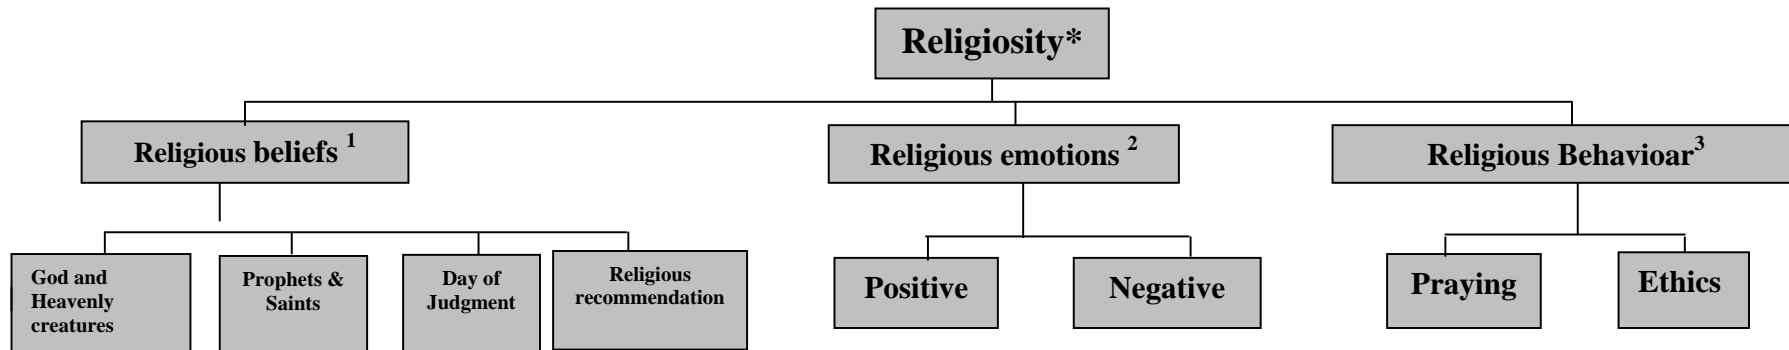 Religiosity*
Religious beliefs 1
Religious emotions 2
Religious Behavioar3
God and
Heavenly
creatures
Prophets &
Saints
Day of
Judgment
Religious
recommendation
Positive
Negative
Praying
Ethics